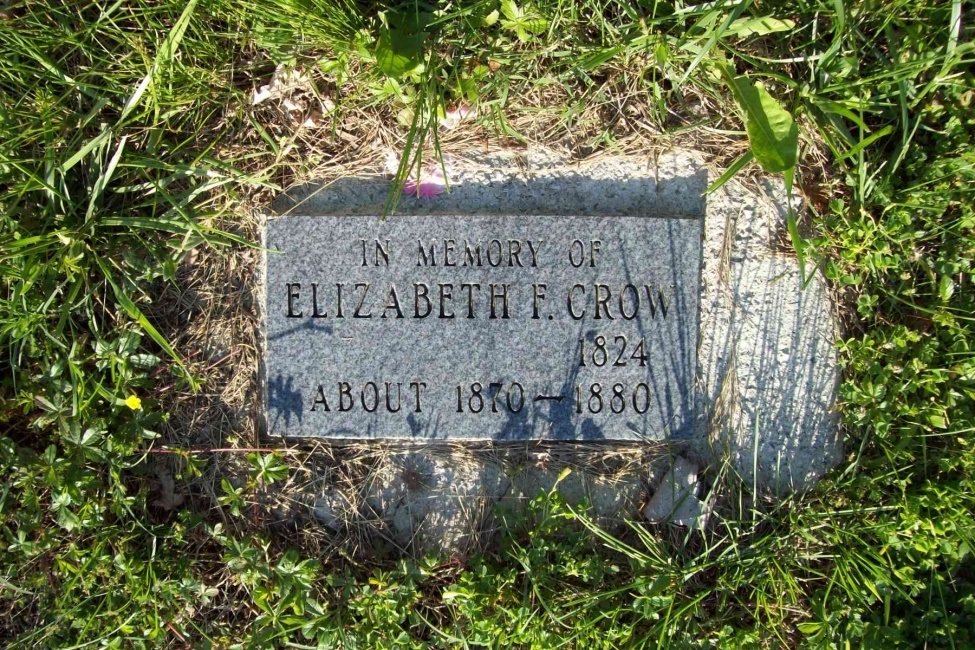 IN MEMORY OF
ELIZABETH F. CROW
1824
ABOUT 1870-1880